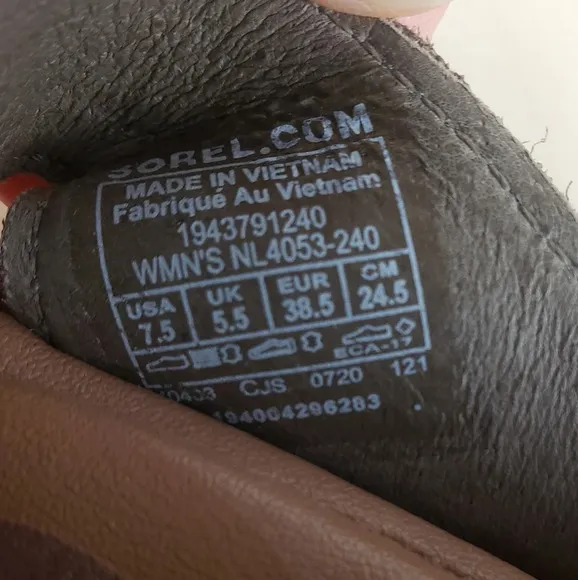 SOREL.COM
MADE IN VIETNAM
Fabriqué Au Vietnam
1943791240
WMN'S NL4053-240
USA UK EUR CM
7.5 5.5 38.5 24.5
ECA-17
CJS 0720 121
194004296283